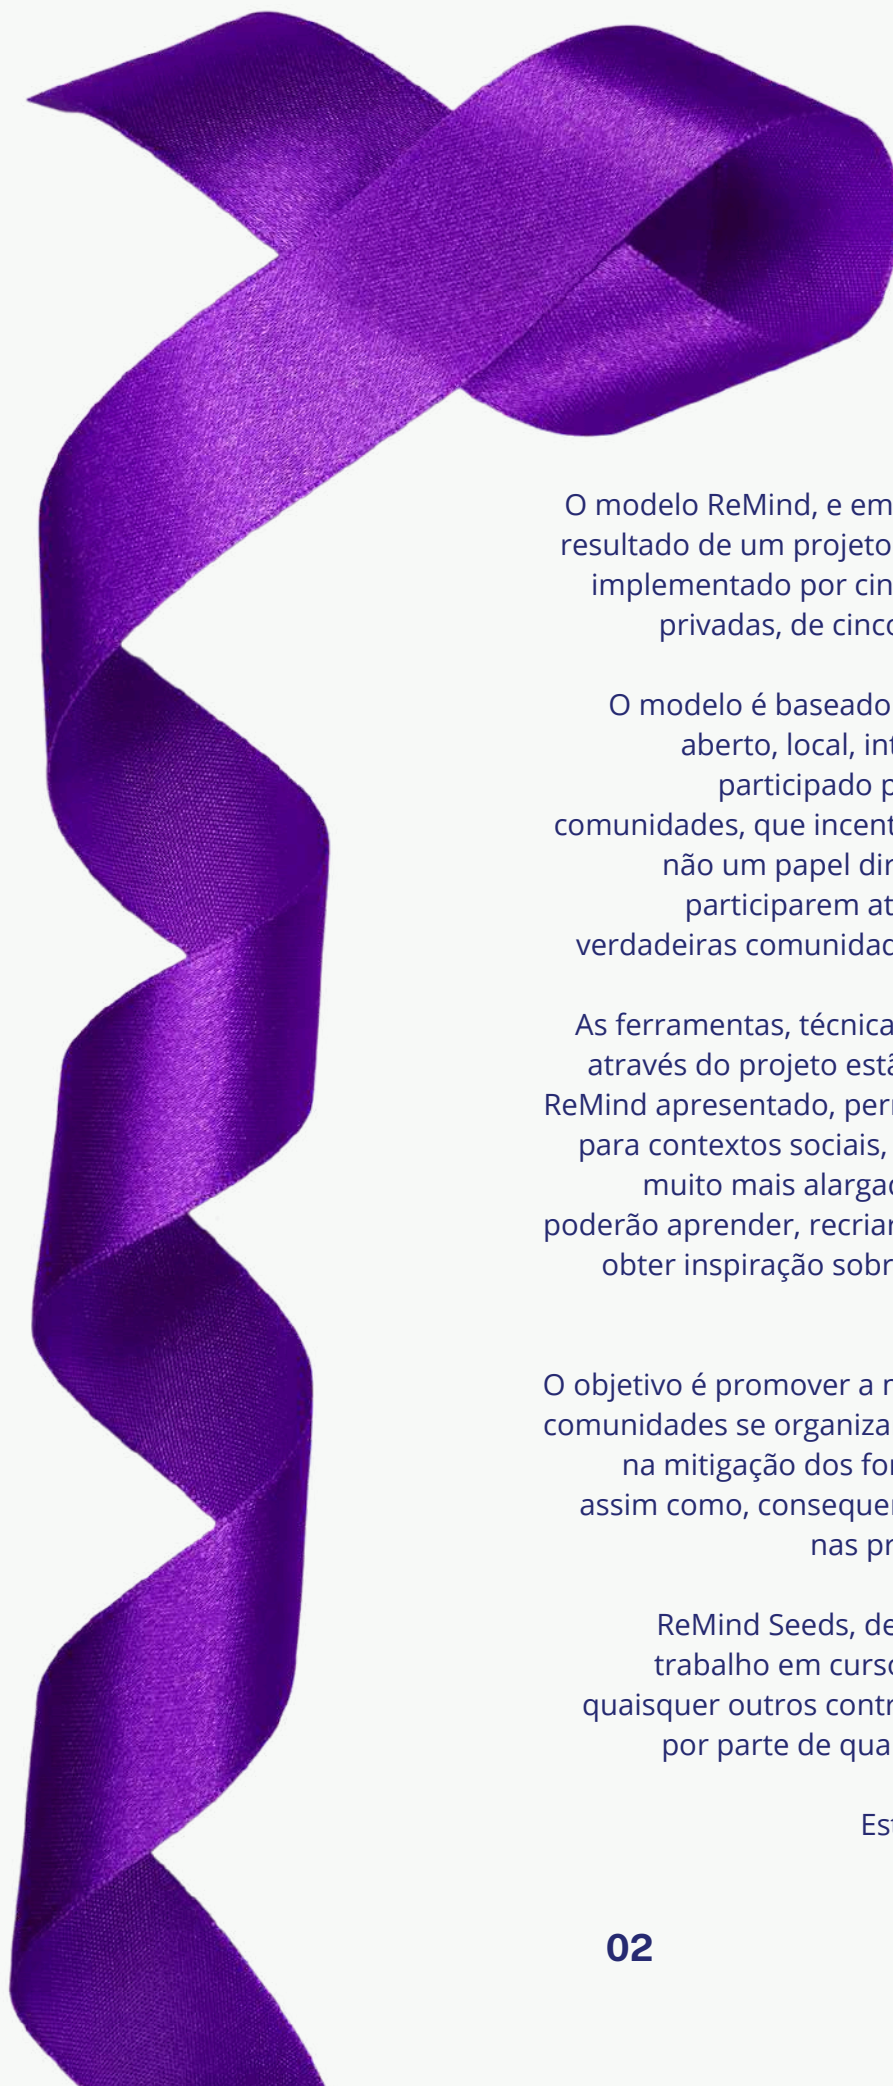 O modelo ReMind, e em
resultado de um projeto
implementado por cin
privadas, de cinco
O modelo é baseado
aberto, local, int
participado p
comunidades, que incent
não um papel dir
participarem at
verdadeiras comunidad
As ferramentas, técnica
através do projeto est
ReMind apresentado, per
para contextos sociais,
muito mais alargad
poderão aprender, recriar
obter inspiração sobr
O objetivo é promover a
comunidades se organiza
na mitigação dos for
assim como, conseque
nas pr
ReMind Seeds, de
trabalho em curso
quaisquer outros contr
por parte de qua
Est
02